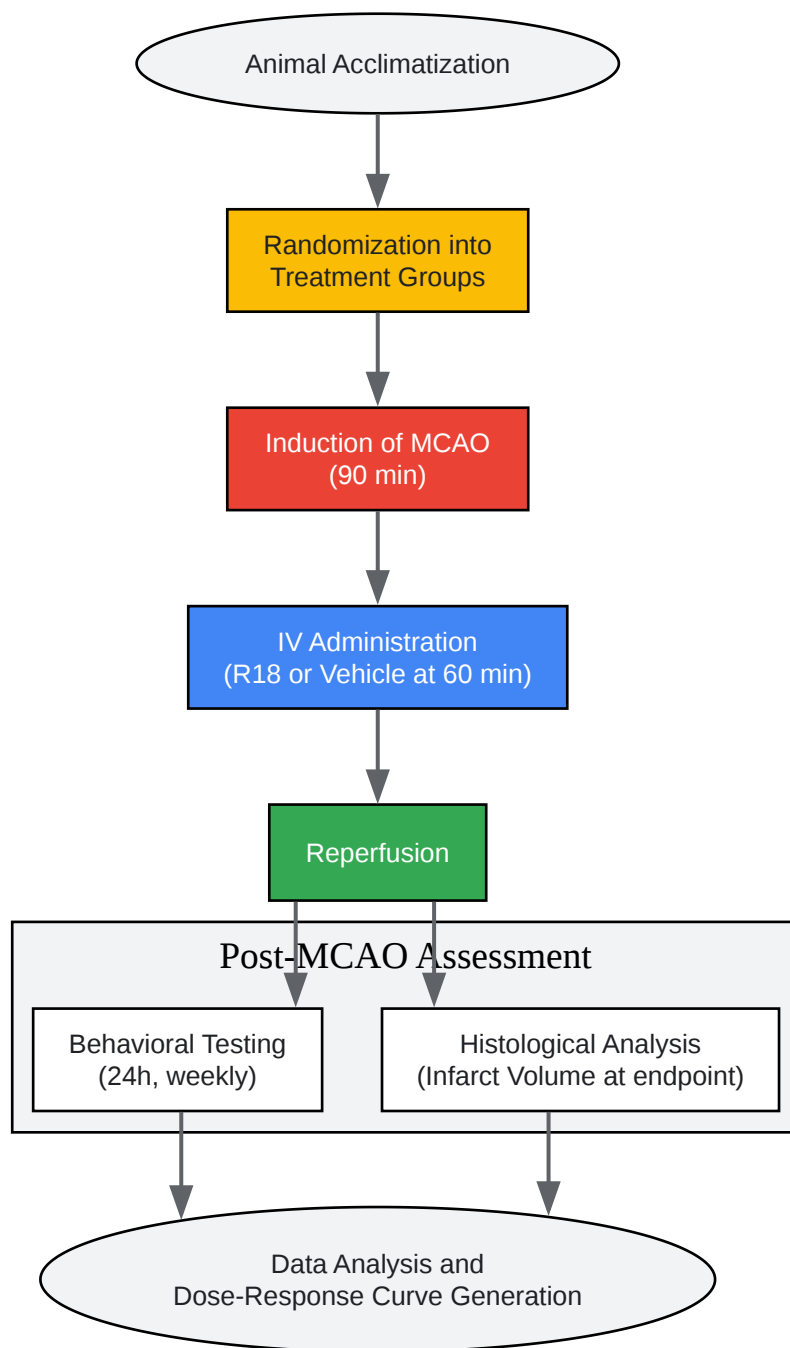 Animal Acclimatization
Randomization into
Treatment Groups
Induction of MCAO
(90 min)
IV Administration
(R18 or Vehicle at 60 min)
Reperfusion
Post-MCAO Assessment
Behavioral Testing
(24h, weekly)
Histological Analysis
(Infarct Volume at endpoint)
Data Analysis and
Dose-Response Curve Generation